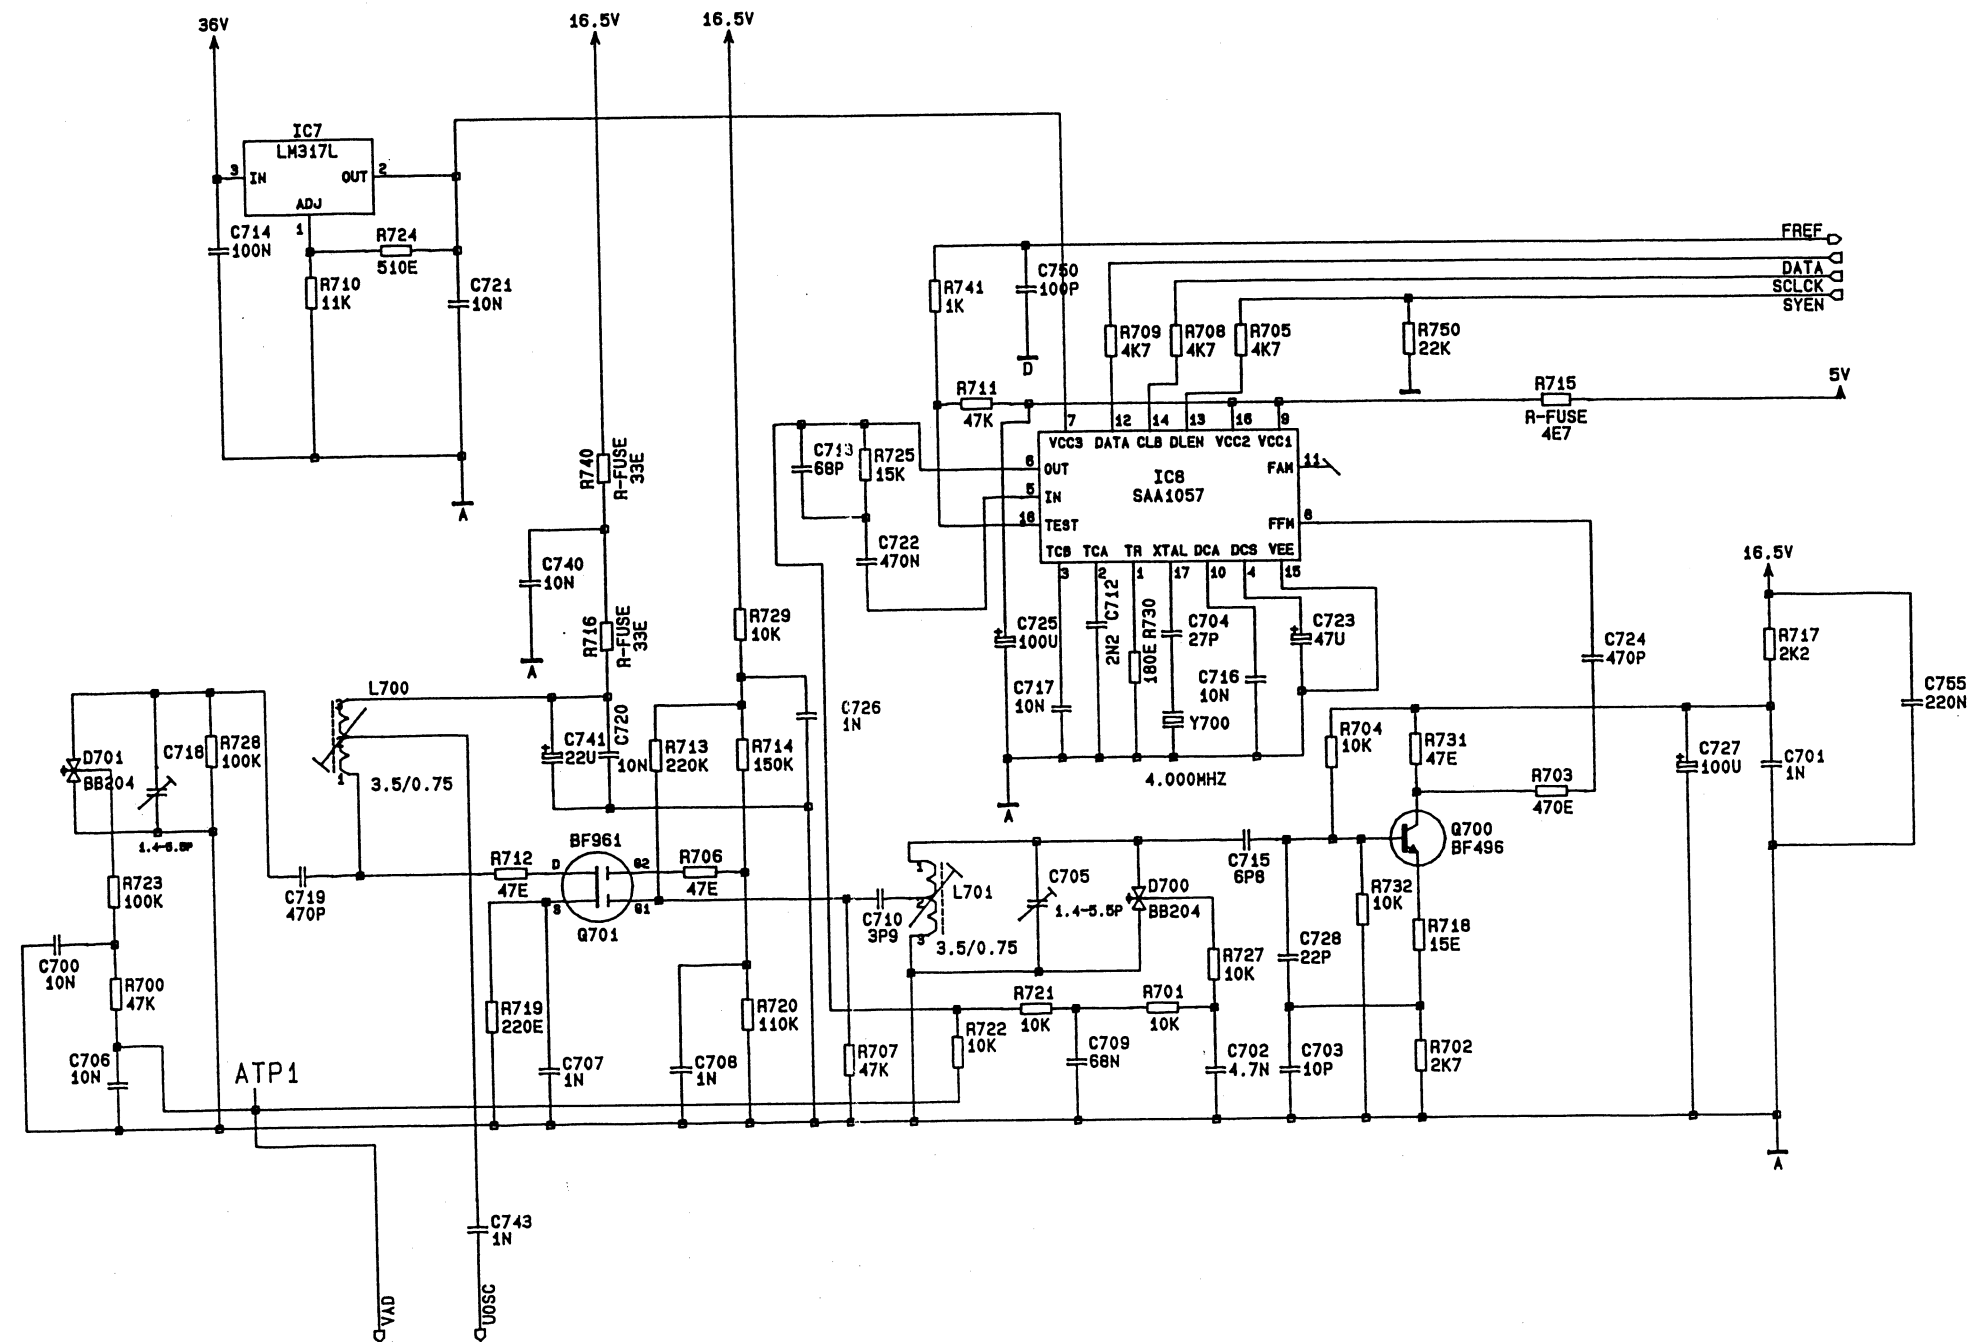 36V
16.5V
16.5V
IC7
LM317L
3
IN
OUT
2
ADJ
1
C714
100N
R724
510E
R710
11K
C721
10N
A
FREF
DATA
SCLCK
SYEN
C750
100P
D
R741
1K
R709
4K7
R708
4K7
R705
4K7
R750
22K
R711
47K
R715
R-FUSE
4E7
5V
7
12
14
13
16
9
VCC3
DATA
CLB
DLEN
VCC2
VCC1
6
OUT
5
IN
18
TEST
IC8
SAA1057
FAM
11
FFM
8
TCB
TCA
TR
XTAL
DCA
DCS
VEE
3
2
1
17
10
4
15
C713
68P
R725
15K
C722
470N
R740
R-FUSE
33E
C740
10N
A
R716
R-FUSE
33E
R729
10K
C725
100U
C712
2N2
R730
180E
C704
27P
C723
47U
C717
10N
C716
10N
Y700
4.000MHZ
A
C724
470P
16.5V
R717
2K2
C755
220N
L700
3
2
1
3.5/0.75
D701
BB204
C718
1.4-5.5P
R728
100K
C741
22U
C720
10N
R713
220K
R714
150K
C726
1N
R704
10K
R731
47E
C727
100U
C701
1N
R703
470E
Q700
BF496
R723
100K
C719
470P
R712
47E
BF961
D
G2
S
G1
Q701
R706
47E
C710
3P9
1
2
3
L701
3.5/0.75
C705
1.4-5.5P
D700
BB204
C715
6P8
R732
10K
R718
15E
C728
22P
C700
10N
R700
47K
R727
10K
R719
220E
R720
110K
R721
10K
R701
10K
R722
10K
C706
10N
ATP1
C707
1N
C708
1N
R707
47K
C709
68N
C702
4.7N
C703
10P
R702
2K7
A
C743
1N
VAD
UOSC